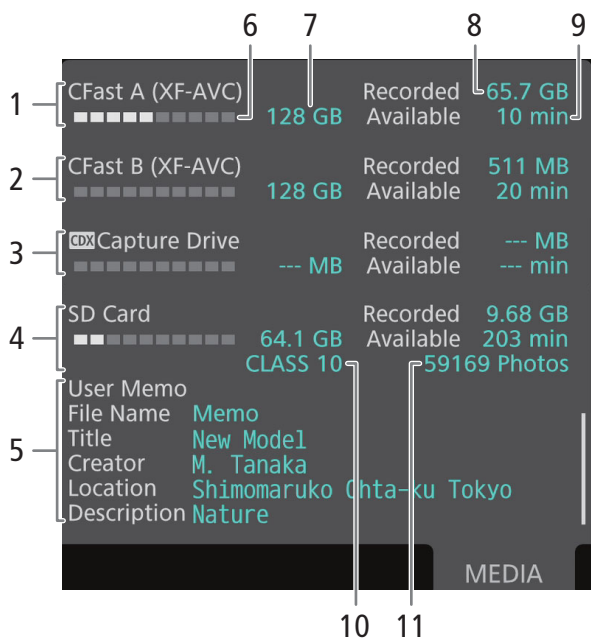 6 7 8 9
1 CFast A (XF-AVC) Recorded 65.7 GB
128 GB Available 10 min
2 CFast B (XF-AVC) Recorded 511 MB
128 GB Available 20 min
3 CDX Capture Drive Recorded --- MB
--- MB Available --- min
4 SD Card Recorded 9.68 GB
64.1 GB Available 203 min
CLASS 10 59169 Photos
5 User Memo
File Name Memo
Title New Model
Creator M. Tanaka
Location Shimomaruko Ohta-ku Tokyo
Description Nature
MEDIA
10 11